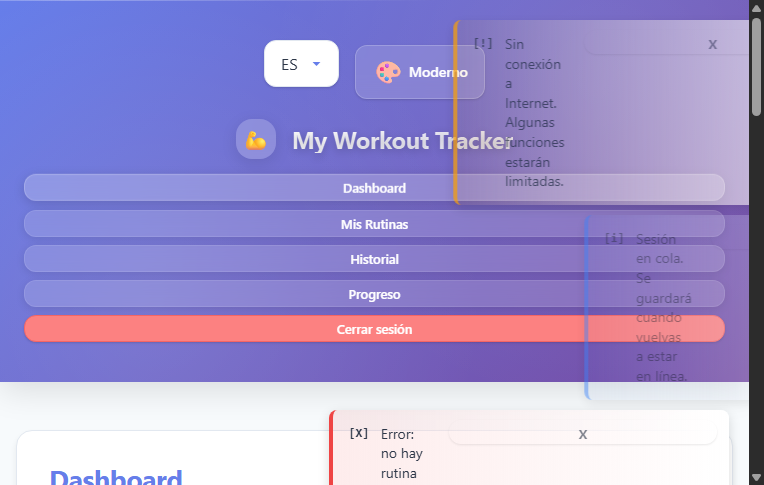 ES
Moderno
My Workout Tracker
Dashboard
Mis Rutinas
Historial
Progreso
Cerrar sesión
[!] Sin
conexión
a
Internet.
Algunas
funciones
estarán
limitadas.
X
[i] Sesión
en cola.
Se
guardará
cuando
vuelvas
a estar
en línea.
[X] Error:
no hay
rutina
X
Dashboard